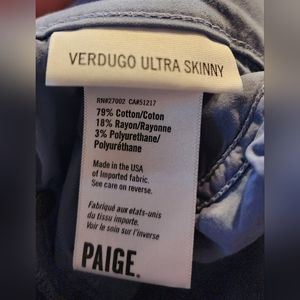 VERDUGO ULTRA SKINNY
RN#27002 CA#51217
79% Cotton/Coton
18% Rayon/Rayonne
3% Polyurethane/
Polyuréthane
Made in the USA
of Imported fabric.
See care on reverse.
Fabriqué aux etats-unis
du tissu importe.
Voir le soin sur l'inverse
PAIGE.